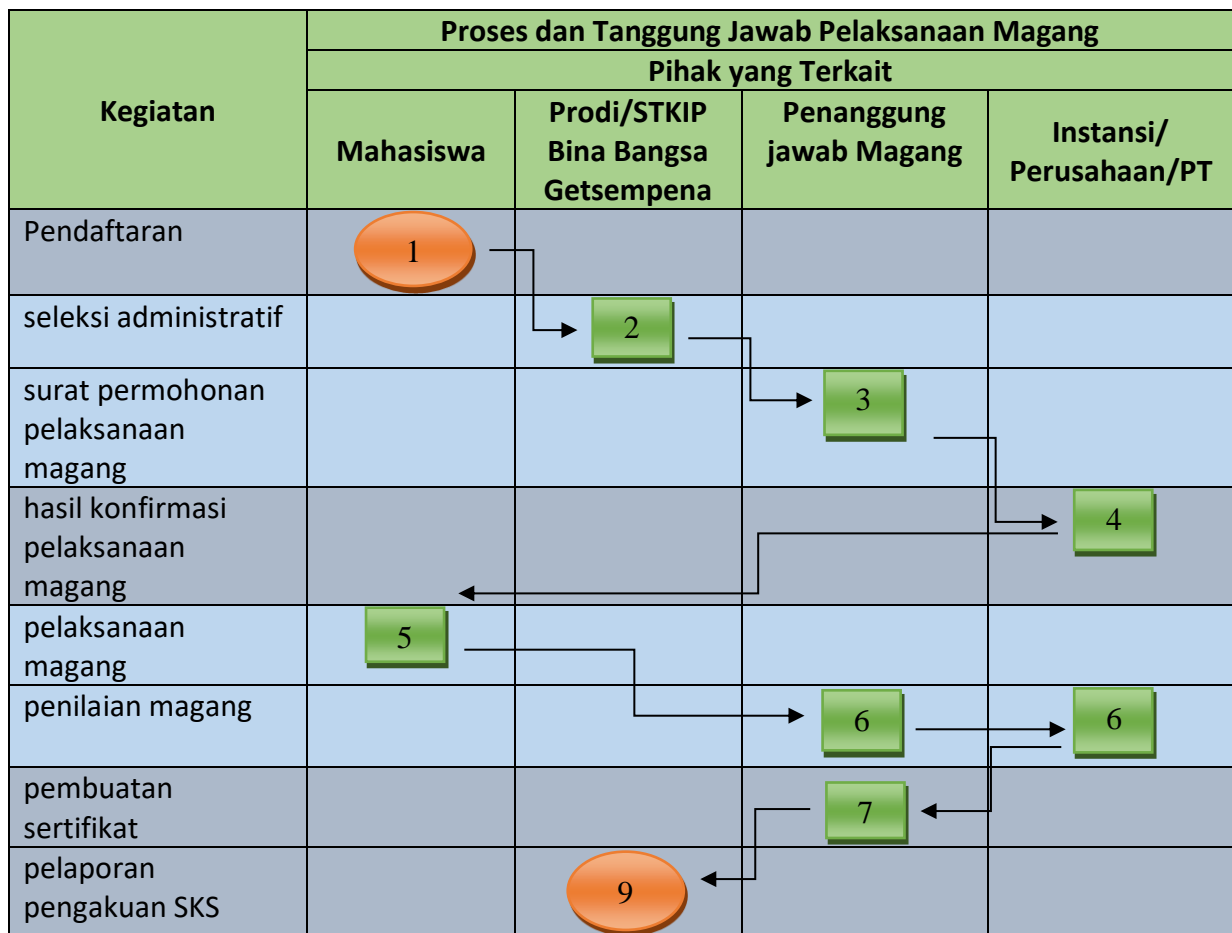 Kegiatan
Proses dan Tanggung Jawab Pelaksanaan Magang
Pihak yang Terkait
Mahasiswa
Prodi/STKIP
Bina Bangsa
Getsempena
Penanggung
jawab Magang
Instansi/
Perusahaan/PT
Pendaftaran
1
seleksi administratif
2
surat permohonan
pelaksanaan
magang
3
hasil konfirmasi
pelaksanaan
magang
4
pelaksanaan
magang
5
penilaian magang
6
6
pembuatan
sertifikat
7
pelaporan
pengakuan SKS
9